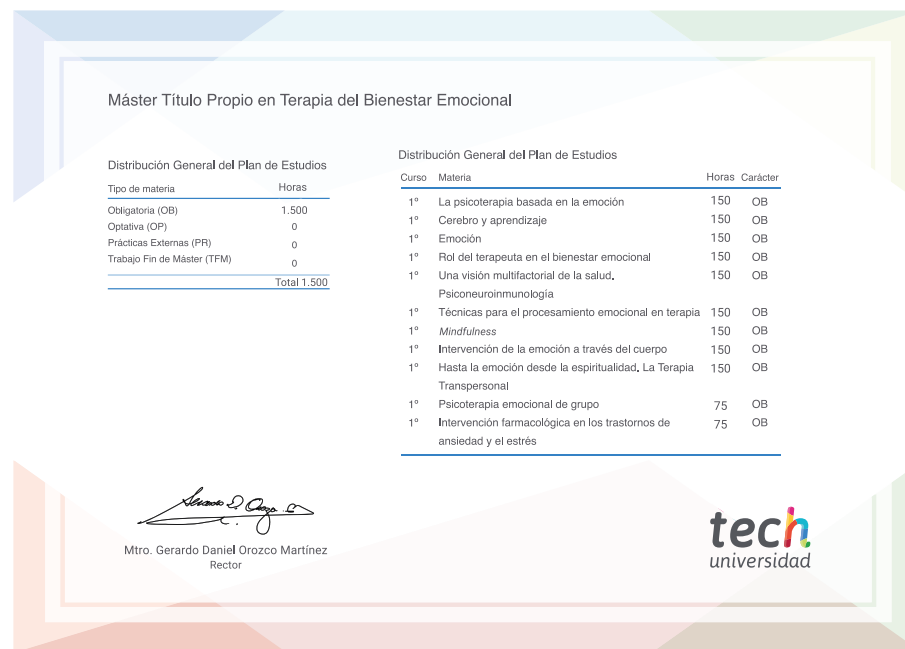 Máster Título Propio en Terapia del Bienestar Emocional
Distribución General del Plan de Estudios
Tipo de materia Horas
Obligatoria (OB) 1.500
Optativa (OP) 0
Prácticas Externas (PR) 0
Trabajo Fin de Máster (TFM) 0
Total 1.500
Distribución General del Plan de Estudios
Curso Materia Horas Carácter
1º La psicoterapia basada en la emoción 150 OB
1º Cerebro y aprendizaje 150 OB
1º Emoción 150 OB
1º Rol del terapeuta en el bienestar emocional 150 OB
1º Una visión multifactorial de la salud. 150 OB
Psiconeuroinmunología
1º Técnicas para el procesamiento emocional en terapia 150 OB
1º Mindfulness 150 OB
1º Intervención de la emoción a través del cuerpo 150 OB
1º Hasta la emoción desde la espiritualidad. La Terapia 150 OB
Transpersonal
1º Psicoterapia emocional de grupo 75 OB
1º Intervención farmacológica en los trastornos de 75 OB
ansiedad y el estrés
Mtro. Gerardo Daniel Orozco Martínez
Rector
tech
universidad